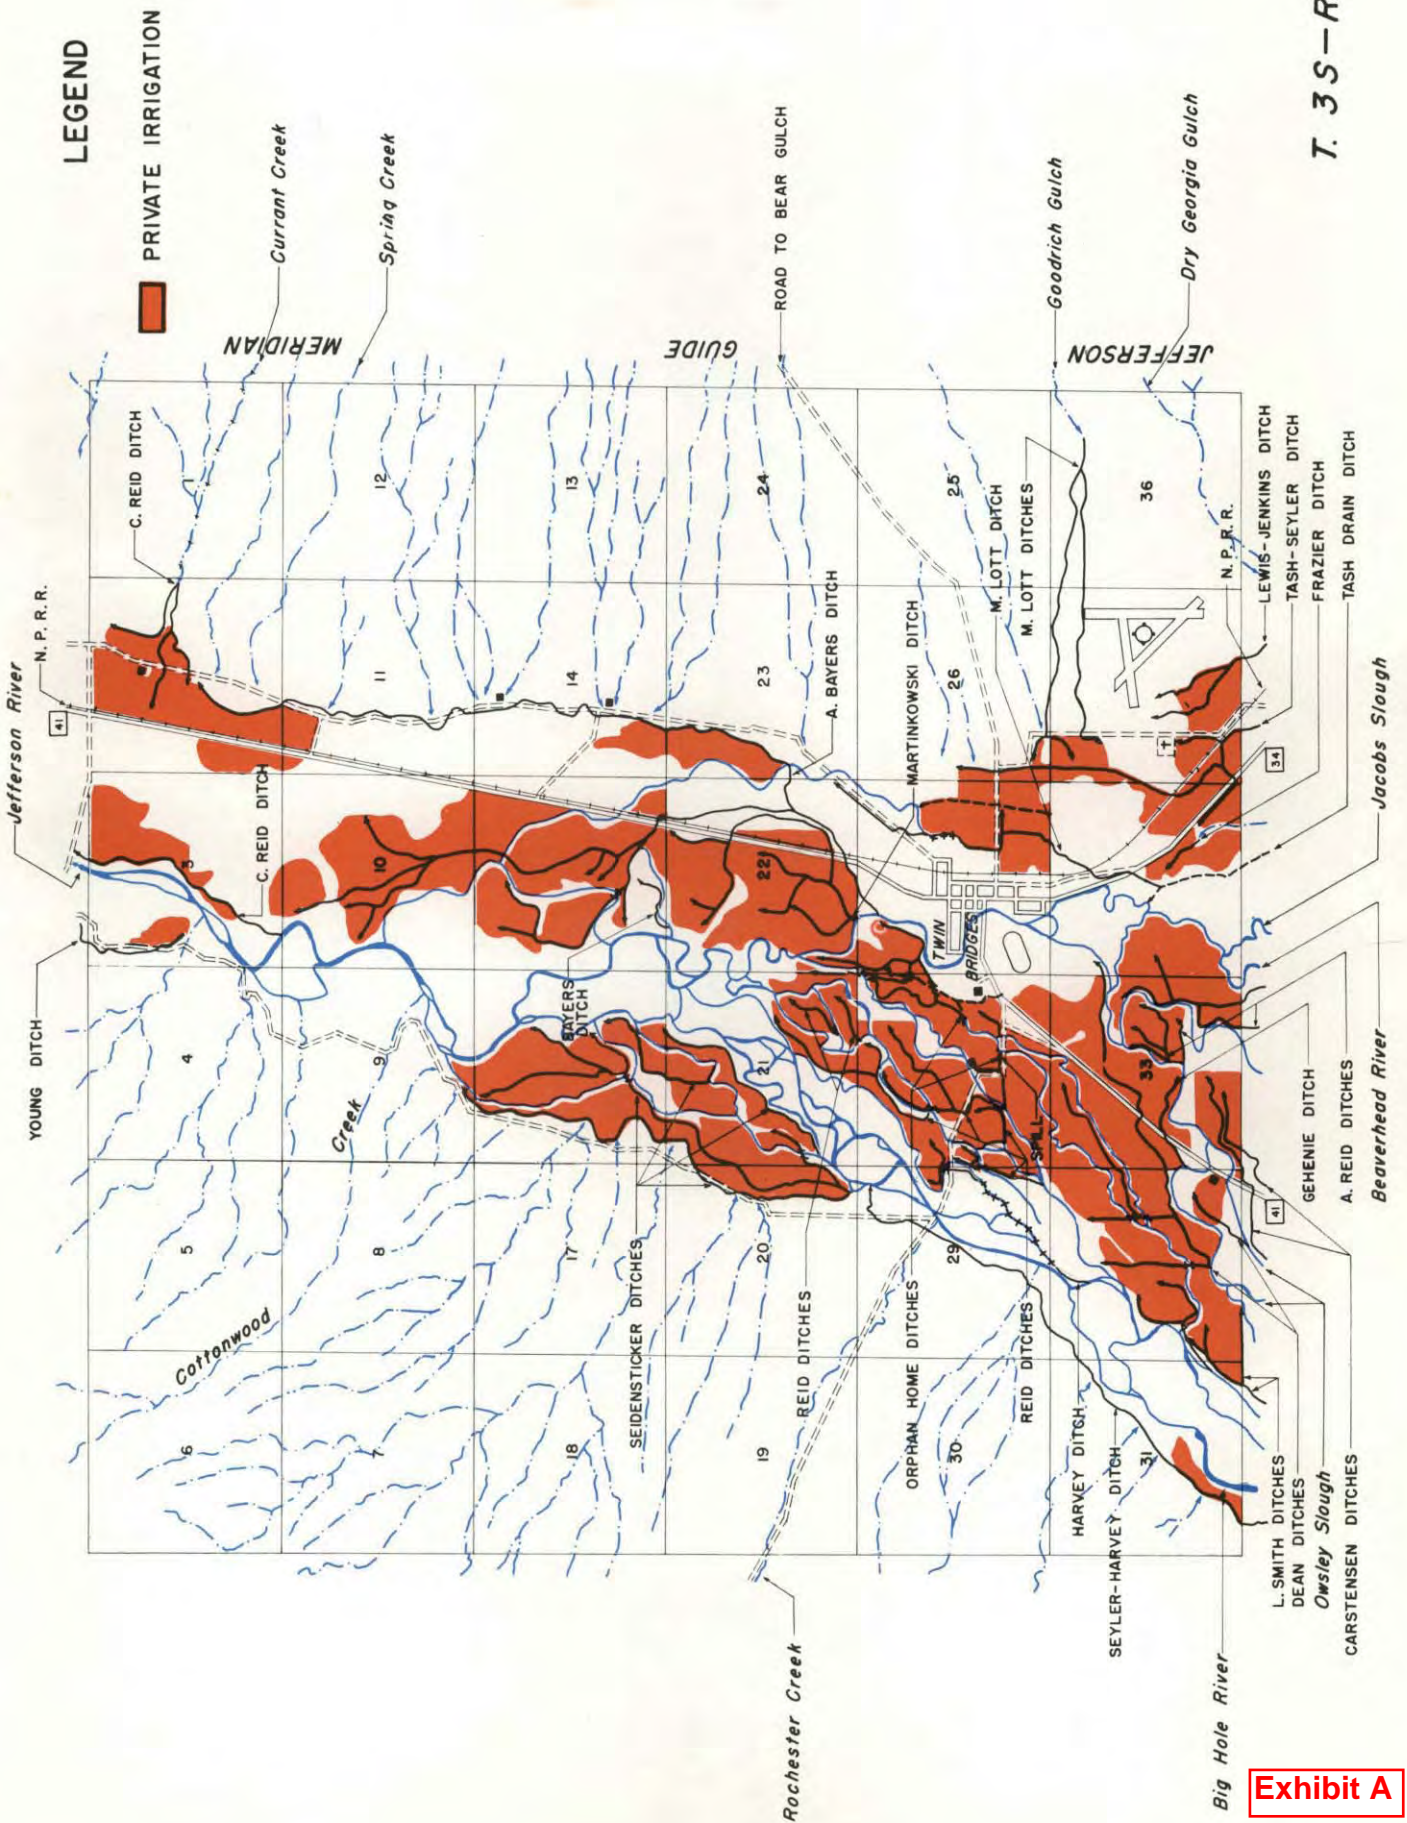 LEGEND
PRIVATE IRRIGATION
T. 3S—R
Jefferson River
N. P. R. R.
41
YOUNG DITCH
C. REID DITCH
Currant Creek
Spring Creek
MERIDIAN
GUIDE
JEFFERSON
ROAD TO BEAR GULCH
Goodrich Gulch
Dry Georgia Gulch
6
5
4
3
1
C. REID DITCH
7
8
9
10
11
12
Cottonwood
Creek
18
17
BAYERS
DITCH
14
13
SEIDENSTICKER DITCHES
19
20
21
22
23
24
A. BAYERS DITCH
Rochester Creek
REID DITCHES
MARTINKOWSKI DITCH
ORPHAN HOME DITCHES
30
29
TWIN
BRIDGES
26
25
M. LOTT DITCH
M. LOTT DITCHES
REID DITCHES
SPILL
HARVEY DITCH
SEYLER-HARVEY DITCH
31
33
36
N. P. R. R.
34
41
Big Hole River
L. SMITH DITCHES
DEAN DITCHES
Owsley Slough
CARSTENSEN DITCHES
GEHENIE DITCH
A. REID DITCHES
Beaverhead River
Jacobs Slough
LEWIS-JENKINS DITCH
TASH-SEYLER DITCH
FRAZIER DITCH
TASH DRAIN DITCH
Exhibit A